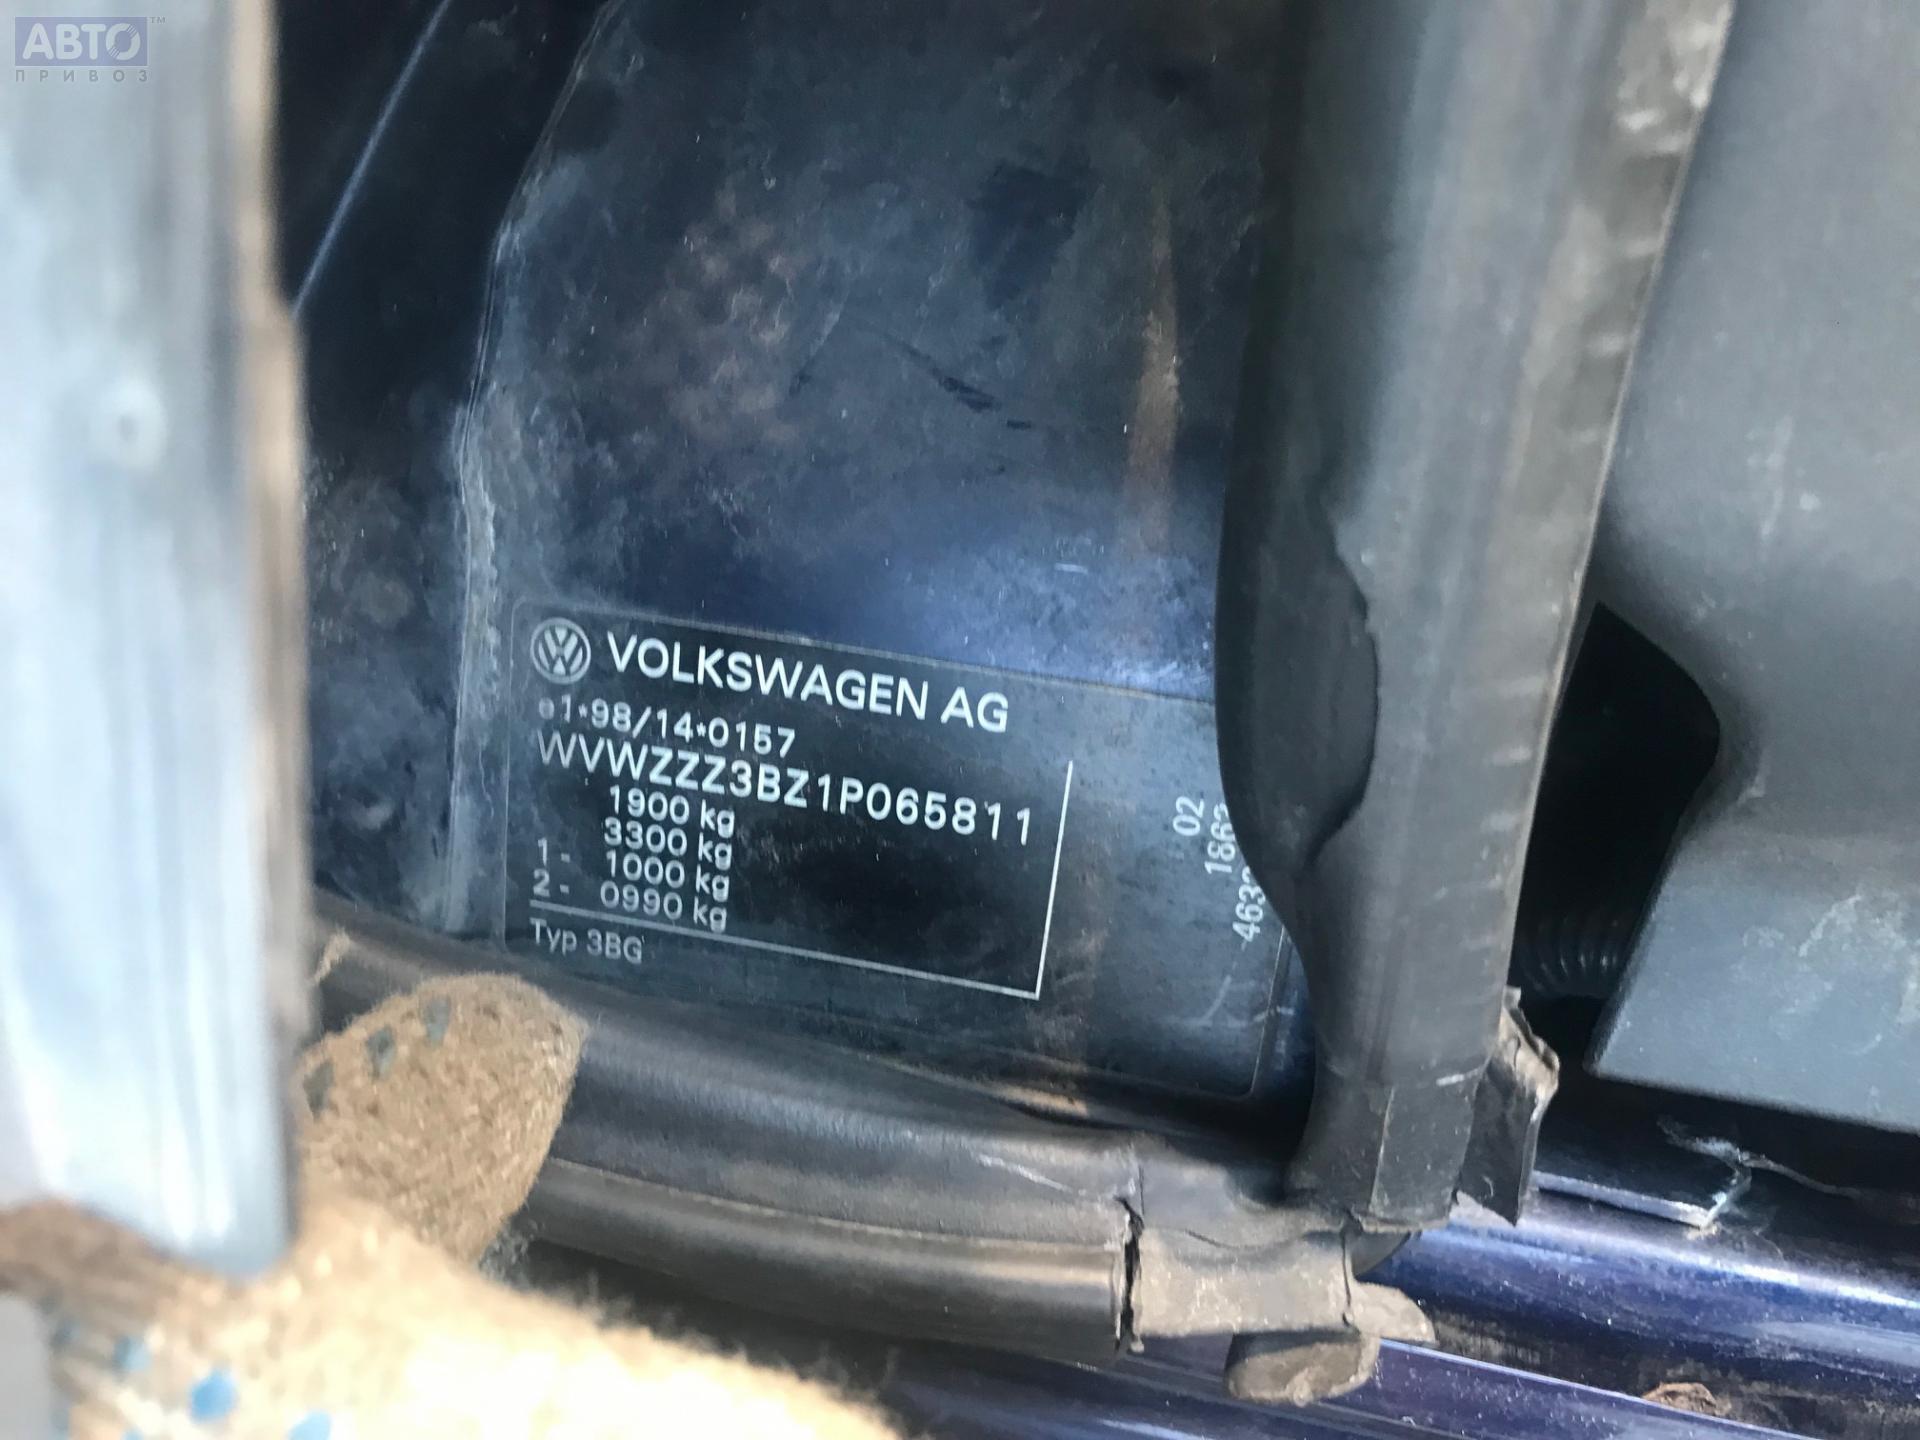 АВТО™
ПРИВОЗ
VOLKSWAGEN AG
e1*98/14*0157
WVWZZZ3BZ1P065811
1900 kg
3300 kg
1- 1000 kg
2- 0990 kg
Typ 3BG
02